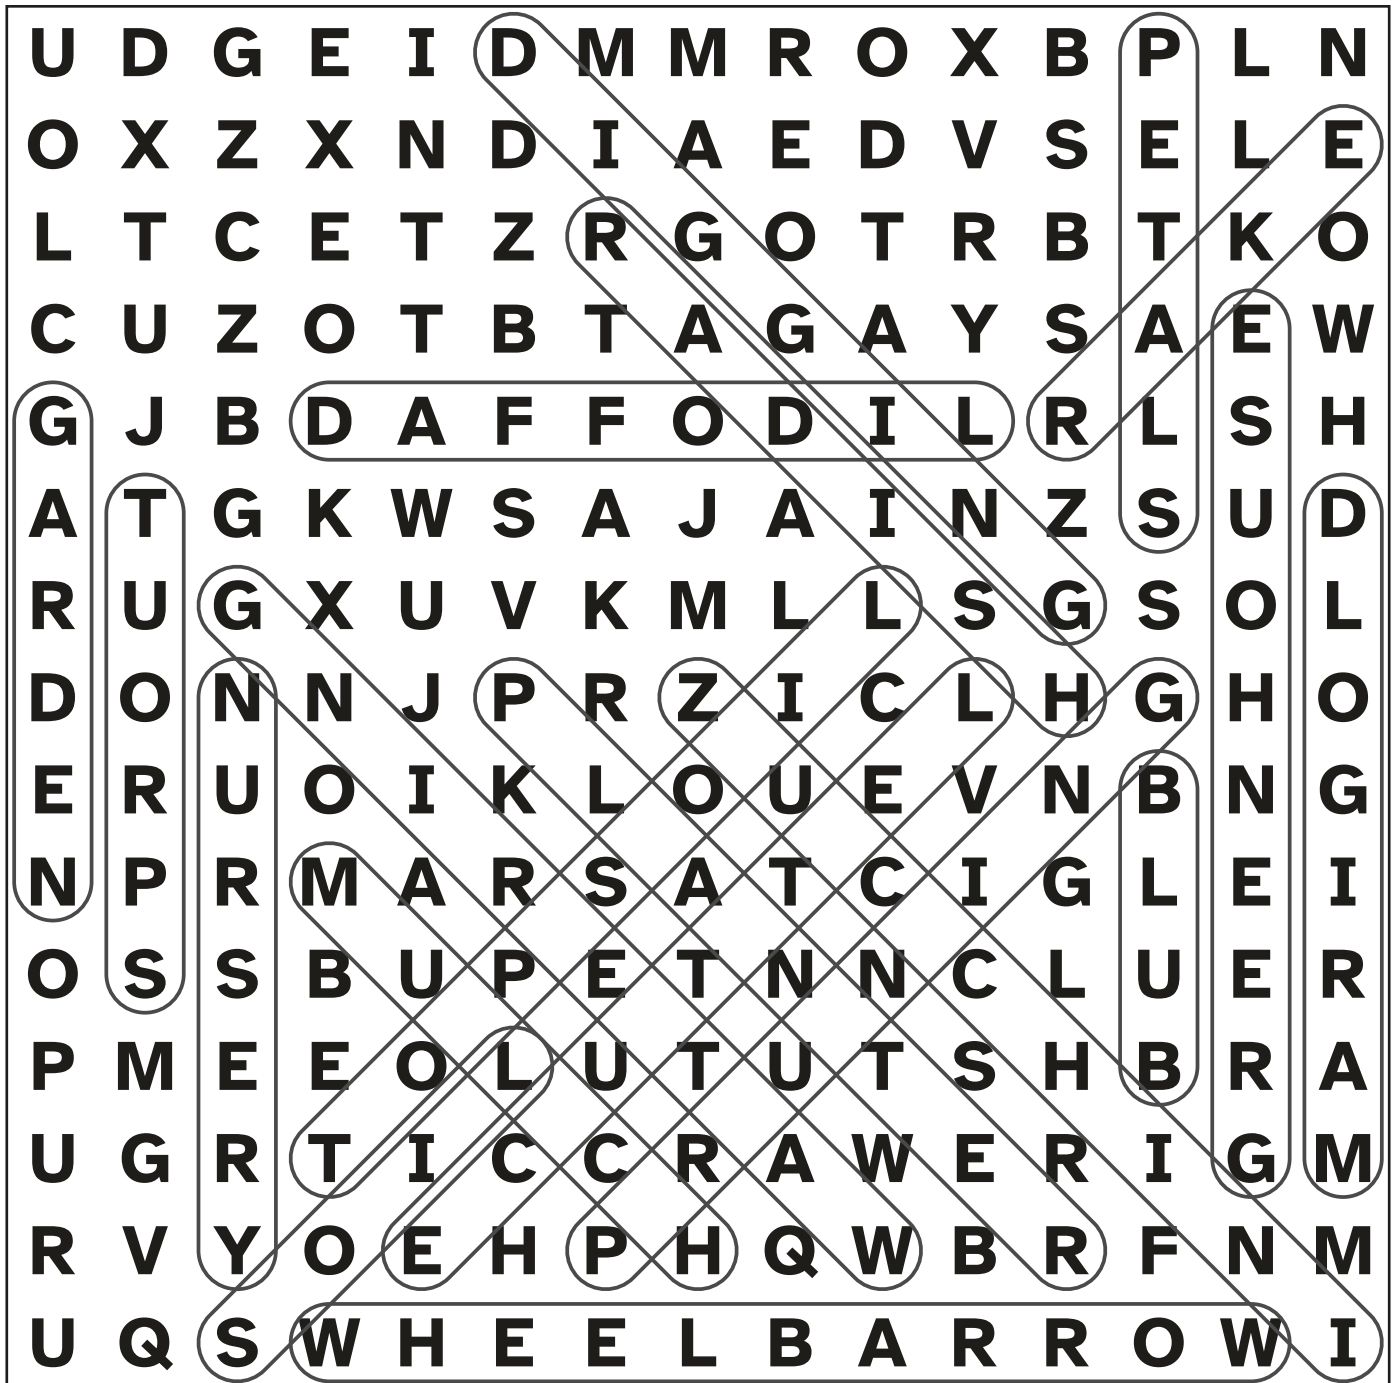 U D G E I D M M R O X B P L N
O X Z X N D I A E D V S E L E
L T C E T Z R G O T R B T K O
C U Z O T B T A G A Y S A E W
G J B D A F F O D I L R L S H
A T G K W S A J A I N Z S U D
R U G X U V K M L L S G S O L
D O N N J P R Z I C L H G H O
E R U O I K L O U E V N B N G
N P R M A R S A T C I G L E I
O S S B U P E T N N C L U E R
P M E E O L U T U T S H B R A
U G R T I C C R A W E R I G M
R V Y O E H P H Q W B R F N M
U Q S W H E E L B A R R O W I